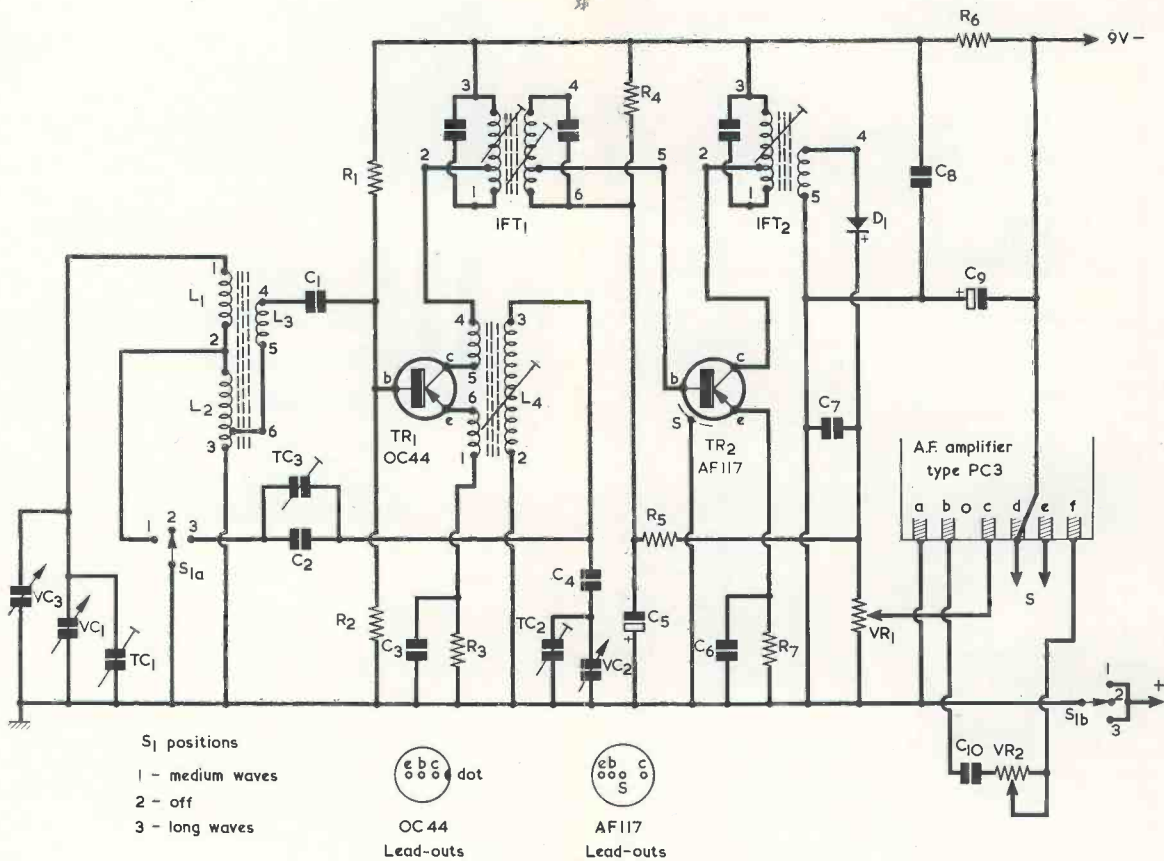 R6
9V-
3
4
R4
3
R1
2
5
2
4
1
6
1
5
IFT1
IFT2
C8
D1
+
C9
+
1
L1
4
C1
L3
2
5
L2
6
3
4
3
c
b
5
L4
6
e
TR1
OC44
1
2
c
b
S
e
TR2
AF117
C7
A.F. amplifier
type PC3
a b c d e f
TC3
1 2 3
C2
S1a
R5
C4
S
VC3
VC1
TC1
R2
C3
R3
TC2
VC2
C5
+
C6
R7
VR1
1
2
3
+
S1b
C10 VR2
S1 positions
1 - medium waves
2 - off
3 - long waves
e b c
dot
OC44
Lead-outs
e b c
S
AF117
Lead-outs